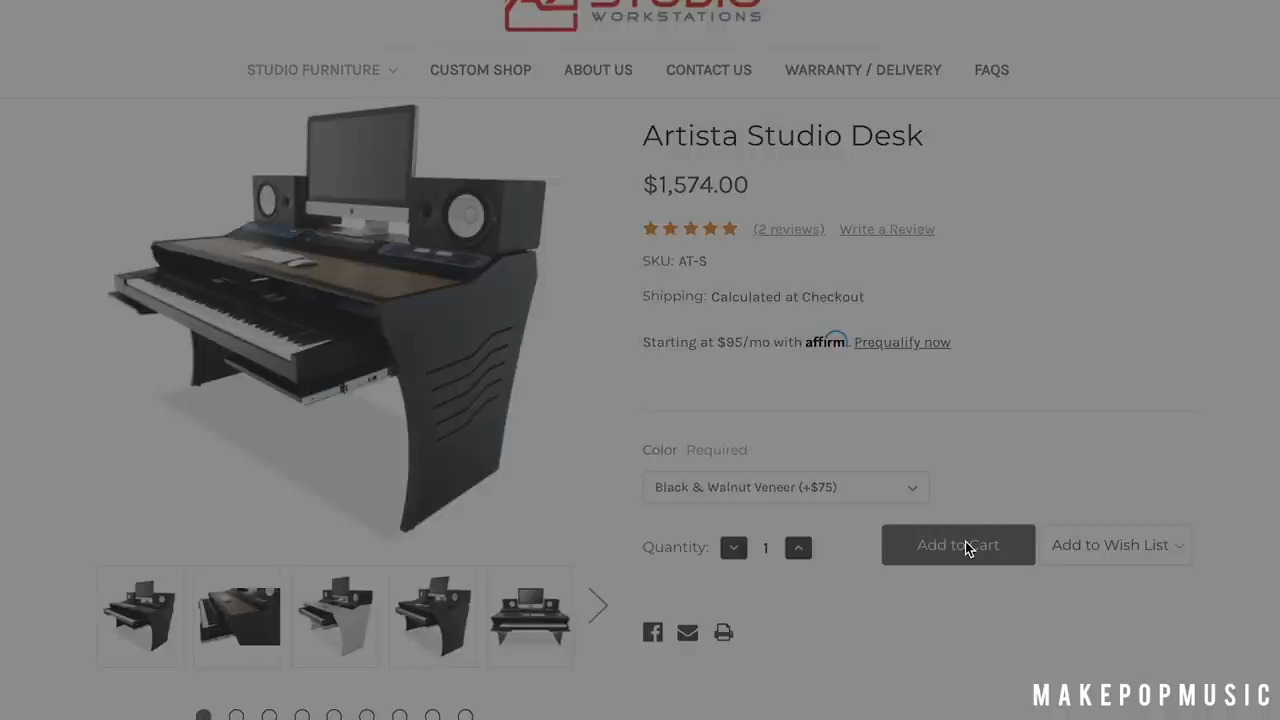 STUDIO
WORKSTATIONS
STUDIO FURNITURE
CUSTOM SHOP
ABOUT US
CONTACT US
WARRANTY / DELIVERY
FAQS
Artista Studio Desk
$1,574.00
(2 reviews) Write a Review
SKU: AT-S
Shipping: Calculated at Checkout
Starting at $95/mo with affirm. Prequalify now
Color Required
Black & Walnut Veneer (+$75)
Quantity: 1
Add to Cart
Add to Wish List
MAKEPOPMUSIC